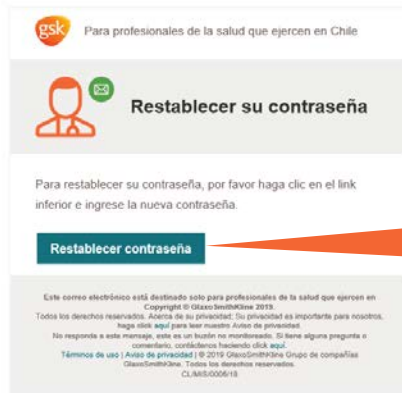 gsk
Para profesionales de la salud que ejercen en Chile
Restablecer su contraseña
Para restablecer su contraseña, por favor haga clic en el link
inferior e ingrese la nueva contraseña.
Restablecer contraseña
Este correo electrónico está destinado solo para profesionales de la salud que ejercen en
Copyright © GlaxoSmithKline 2019.
Todos los derechos reservados. Acerca de su privacidad: Su privacidad es importante para nosotros,
haga click aquí para leer nuestro Aviso de privacidad.
No responda a este mensaje, este es un buzón no monitoreado. Si tiene alguna pregunta o
comentario, contáctenos haciendo click aquí.
Términos de uso | Aviso de privacidad | © 2019 GlaxoSmithKline Grupo de compañías
GlaxoSmithKline. Todos los derechos reservados.
CL/MIS/0006/18